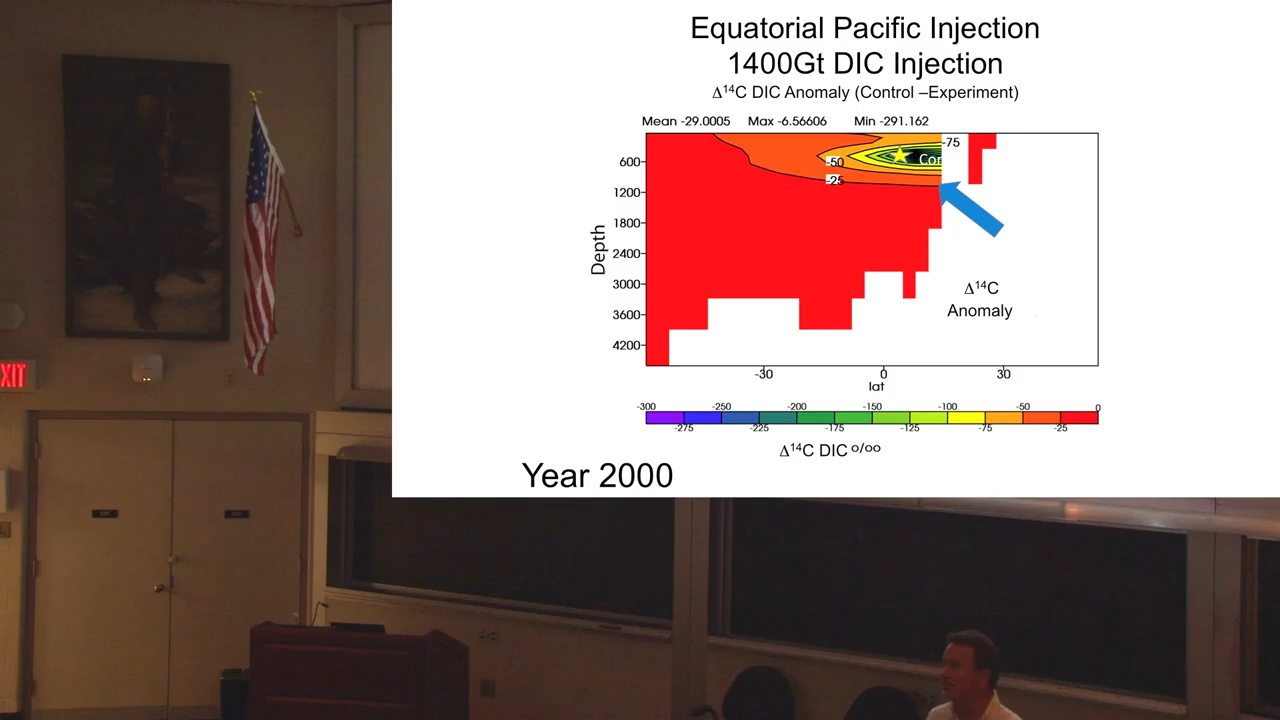 Equatorial Pacific Injection
1400Gt DIC Injection
Δ¹⁴C DIC Anomaly (Control –Experiment)
Mean -29.0005 Max -6.56606 Min -291.162
-75
Cor
-50
-25
600
1200
1800
2400
3000
3600
4200
Depth
Δ¹⁴C
Anomaly
-30 0 30
lat
-300 -250 -200 -150 -100 -50 0
-275 -225 -175 -125 -75 -25
Δ¹⁴C DIC o/oo
Year 2000
EXIT